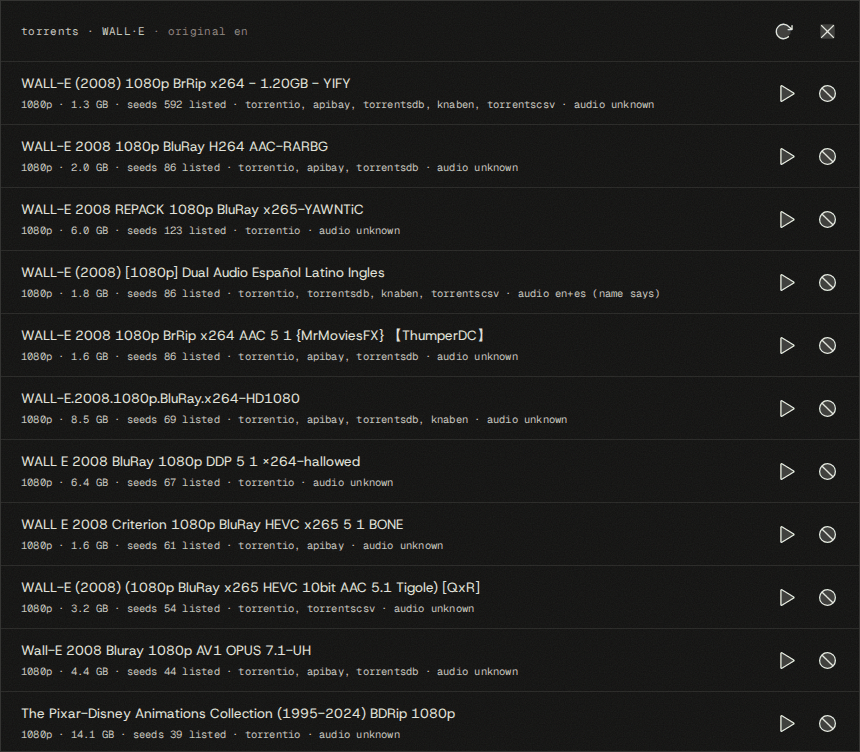 torrents · WALL·E · original en
WALL-E (2008) 1080p BrRip x264 - 1.20GB - YIFY
1080p · 1.3 GB · seeds 592 listed · torrentio, apibay, torrentsdb, knaben, torrentscsv · audio unknown
WALL-E 2008 1080p BluRay H264 AAC-RARBG
1080p · 2.0 GB · seeds 86 listed · torrentio, apibay, torrentsdb · audio unknown
WALL-E 2008 REPACK 1080p BluRay x265-YAWNTiC
1080p · 6.0 GB · seeds 123 listed · torrentio · audio unknown
WALL-E (2008) [1080p] Dual Audio Español Latino Ingles
1080p · 1.8 GB · seeds 86 listed · torrentio, torrentsdb, knaben, torrentscsv · audio en+es (name says)
WALL-E 2008 1080p BrRip x264 AAC 5 1 {MrMoviesFX} 【ThumperDC】
1080p · 1.6 GB · seeds 86 listed · torrentio, apibay, torrentsdb · audio unknown
WALL-E.2008.1080p.BluRay.x264-HD1080
1080p · 8.5 GB · seeds 69 listed · torrentio, apibay, torrentsdb, knaben · audio unknown
WALL E 2008 BluRay 1080p DDP 5 1 ×264-hallowed
1080p · 6.4 GB · seeds 67 listed · torrentio · audio unknown
WALL E 2008 Criterion 1080p BluRay HEVC x265 5 1 BONE
1080p · 1.6 GB · seeds 61 listed · torrentio, apibay · audio unknown
WALL-E (2008) (1080p BluRay x265 HEVC 10bit AAC 5.1 Tigole) [QxR]
1080p · 3.2 GB · seeds 54 listed · torrentio, torrentscsv · audio unknown
Wall-E 2008 Bluray 1080p AV1 OPUS 7.1-UH
1080p · 4.4 GB · seeds 44 listed · torrentio, apibay, torrentsdb · audio unknown
The Pixar-Disney Animations Collection (1995-2024) BDRip 1080p
1080p · 14.1 GB · seeds 39 listed · torrentio · audio unknown